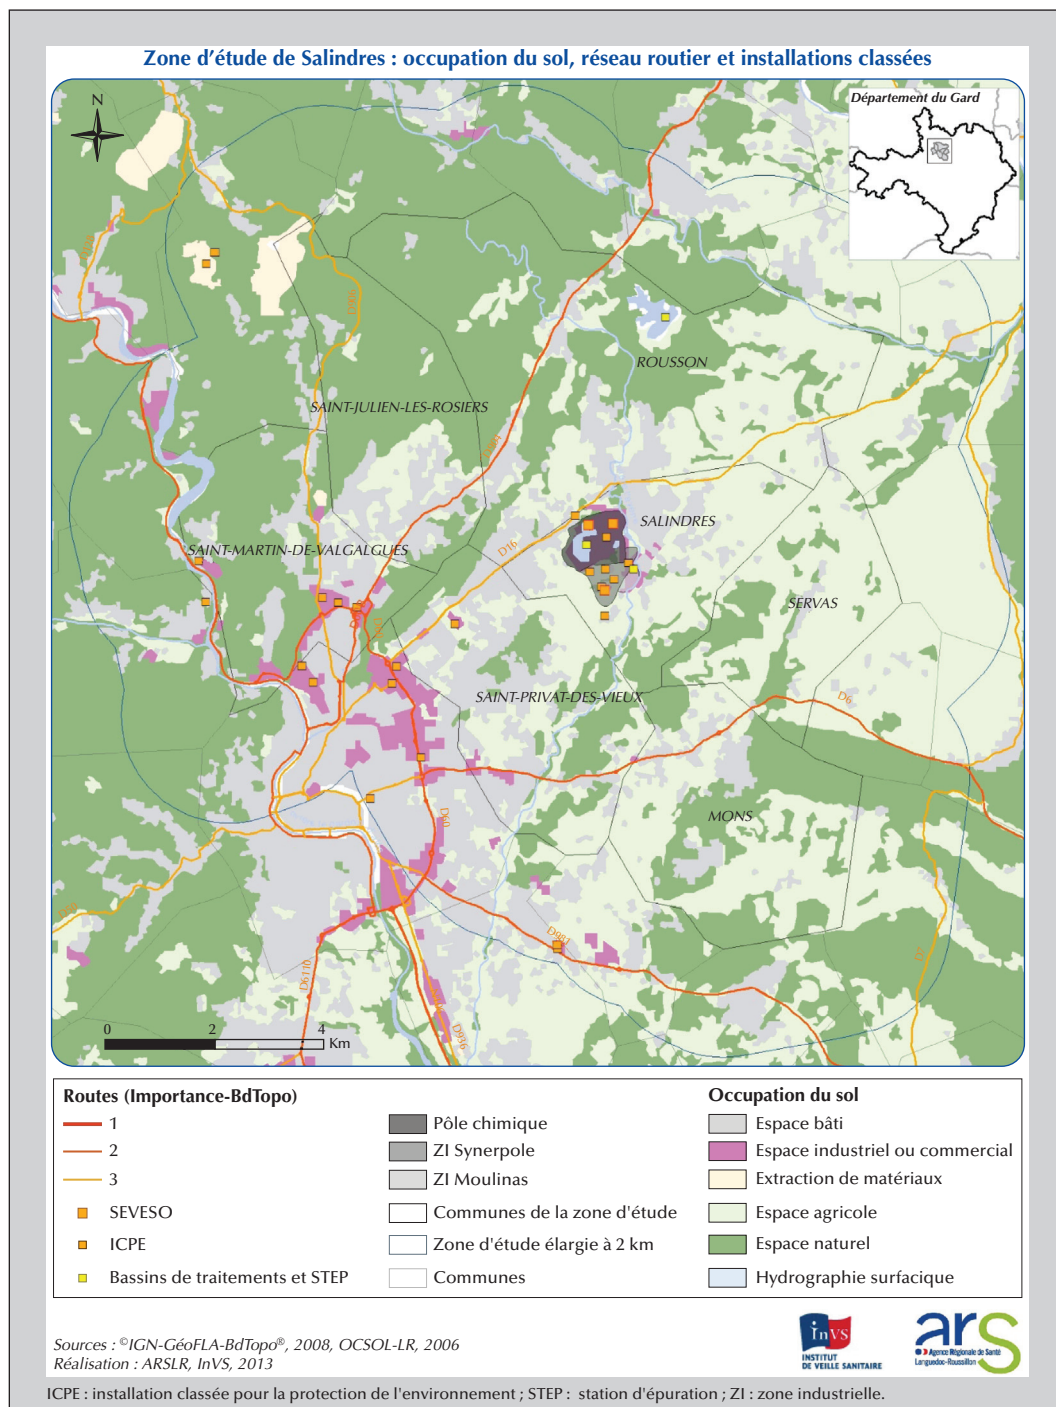 Zone d'étude de Salindres : occupation du sol, réseau routier et installations classées
N
Département du Gard
ROUSSON
SAINT-JULIEN-LES-ROSIERS
SALINDRES
D16
SAINT-MARTIN-DE-VALGALGUES
SERVAS
SAINT-PRIVAT-DES-VIEUX
D6
MONS
D60
D981
D6110
D936
0 2 4 Km
Routes (Importance-BdTopo)
1
2
3
SEVESO
ICPE
Bassins de traitements et STEP
Pôle chimique
ZI Synerpole
ZI Moulinas
Communes de la zone d'étude
Zone d'étude élargie à 2 km
Communes
Occupation du sol
Espace bâti
Espace industriel ou commercial
Extraction de matériaux
Espace agricole
Espace naturel
Hydrographie surfacique
Sources : ©IGN-GéoFLA-BdTopo®, 2008, OCSOL-LR, 2006
Réalisation : ARSLR, InVS, 2013
InVS
INSTITUT
DE VEILLE SANITAIRE
ars
Agence Régionale de Santé
Languedoc-Roussillon
ICPE : installation classée pour la protection de l'environnement ; STEP : station d'épuration ; ZI : zone industrielle.